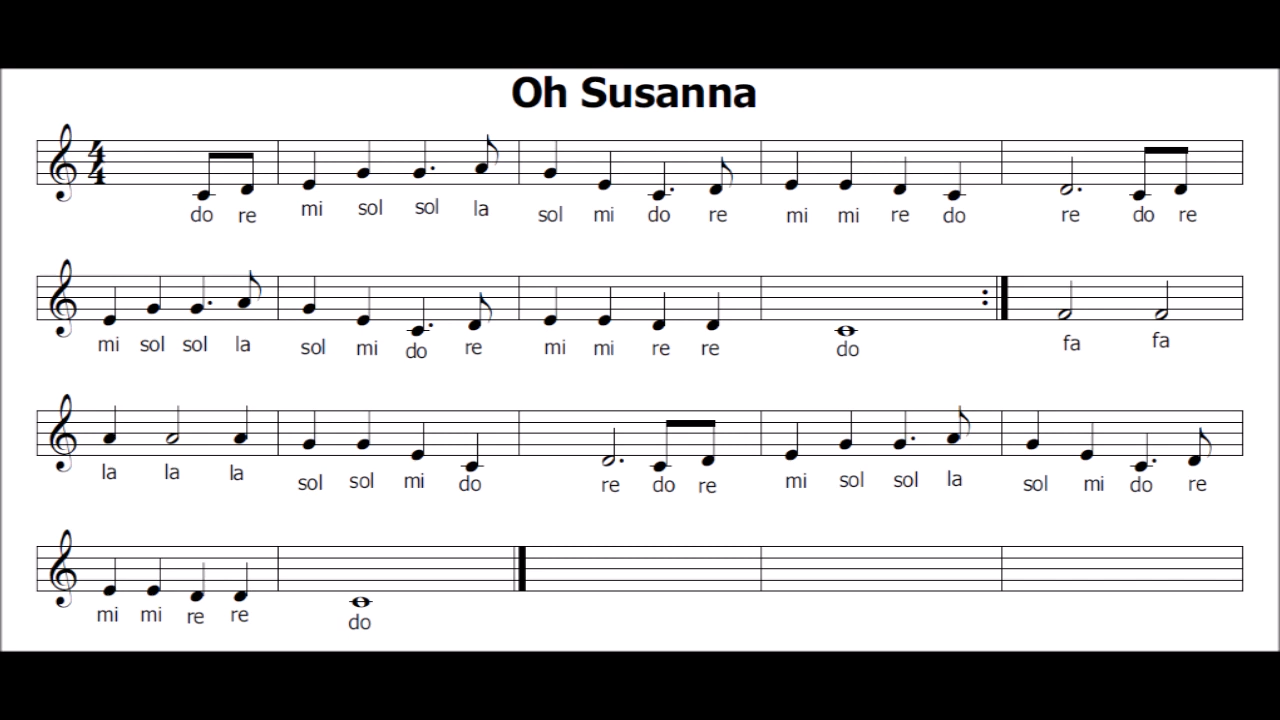 Oh Susanna
4
4
do re mi sol sol la sol mi do re mi mi re do re do re
mi sol sol la sol mi do re mi mi re re do fa fa
la la la sol sol mi do re do re mi sol sol la sol mi do re
mi mi re re do